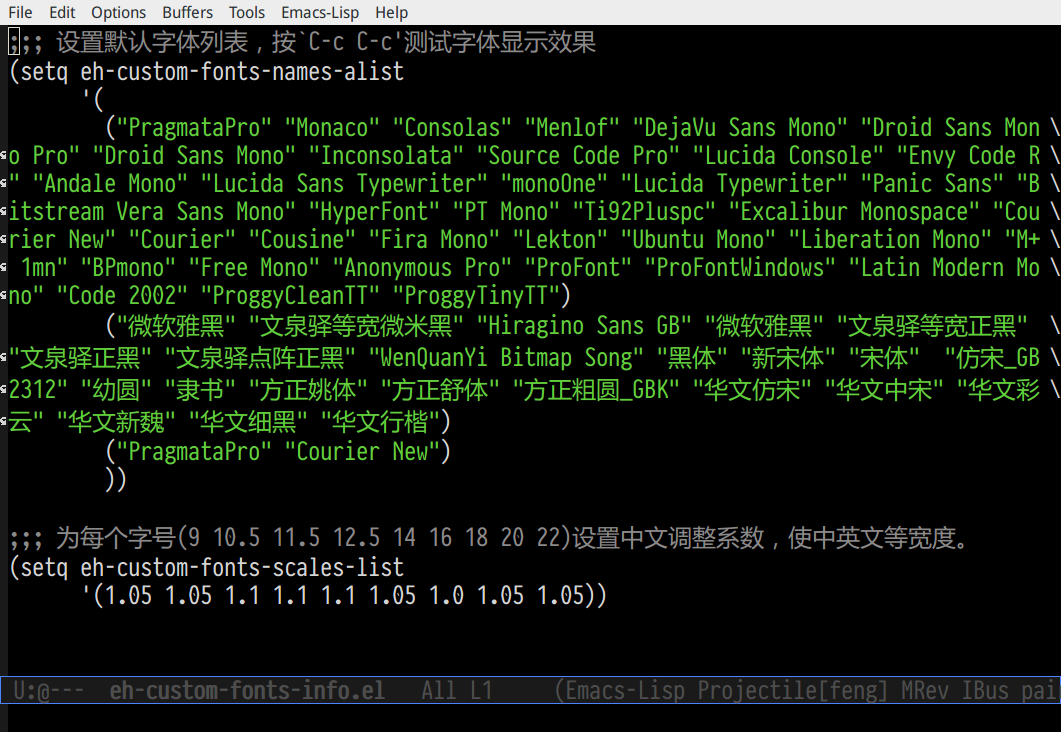 File Edit Options Buffers Tools Emacs-Lisp Help
;;; 设置默认字体列表，按`C-c C-c'测试字体显示效果
(setq eh-custom-fonts-names-alist
'(
("PragmataPro" "Monaco" "Consolas" "Menlof" "DejaVu Sans Mono" "Droid Sans Mon\
o Pro" "Droid Sans Mono" "Inconsolata" "Source Code Pro" "Lucida Console" "Envy Code R\
" "Andale Mono" "Lucida Sans Typewriter" "monoOne" "Lucida Typewriter" "Panic Sans" "B\
itstream Vera Sans Mono" "HyperFont" "PT Mono" "Ti92Pluspc" "Excalibur Monospace" "Cou\
rier New" "Courier" "Cousine" "Fira Mono" "Lekton" "Ubuntu Mono" "Liberation Mono" "M+\
 1mn" "BPmono" "Free Mono" "Anonymous Pro" "ProFont" "ProFontWindows" "Latin Modern Mo\
no" "Code 2002" "ProggyCleanTT" "ProggyTinyTT")
("微软雅黑" "文泉驿等宽微米黑" "Hiragino Sans GB" "微软雅黑" "文泉驿等宽正黑" \
"文泉驿正黑" "文泉驿点阵正黑" "WenQuanYi Bitmap Song" "黑体" "新宋体" "宋体" "仿宋_GB\
2312" "幼圆" "隶书" "方正姚体" "方正舒体" "方正粗圆_GBK" "华文仿宋" "华文中宋" "华文彩\
云" "华文新魏" "华文细黑" "华文行楷")
("PragmataPro" "Courier New")
))
;;; 为每个字号(9 10.5 11.5 12.5 14 16 18 20 22)设置中文调整系数，使中英文等宽度。
(setq eh-custom-fonts-scales-list
'(1.05 1.05 1.1 1.1 1.1 1.05 1.0 1.05 1.05))
U:@--- eh-custom-fonts-info.el All L1 (Emacs-Lisp Projectile[feng] MRev IBus pai